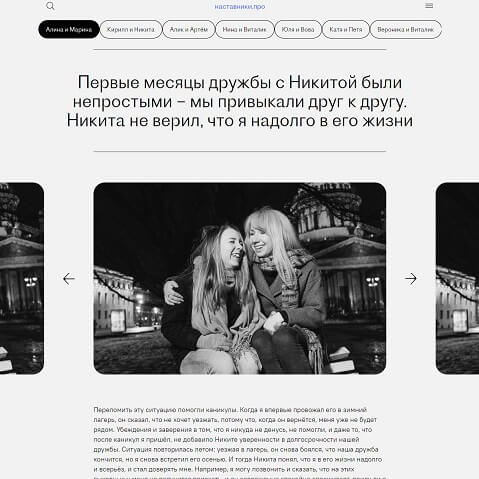 наставники.про
Алина и Марина Кирилл и Никита Алик и Артём Нина и Виталик Юля и Вова Катя и Петя Вероника и Виталик
Первые месяцы дружбы с Никитой были
непростыми – мы привыкали друг к другу.
Никита не верил, что я надолго в его жизни
Переломить эту ситуацию помогли каникулы. Когда я впервые провожал его в зимний
лагерь, он сказал, что не хочет уезжать, потому что, когда он вернётся, меня уже не будет
рядом. Убеждения и заверения в том, что я никуда не денусь, не помогли, и даже то, что
после каникул я пришёл, не добавило Никите уверенности в долгосрочности нашей
дружбы. Ситуация повторилась летом: уезжая в лагерь, он снова боялся, что наша дружба
кончится, но я снова встретил его осенью. И тогда Никита понял, что я в его жизни надолго
и всерьёз, и стал доверять мне. Например, я могу позвонить и сказать, что на этих